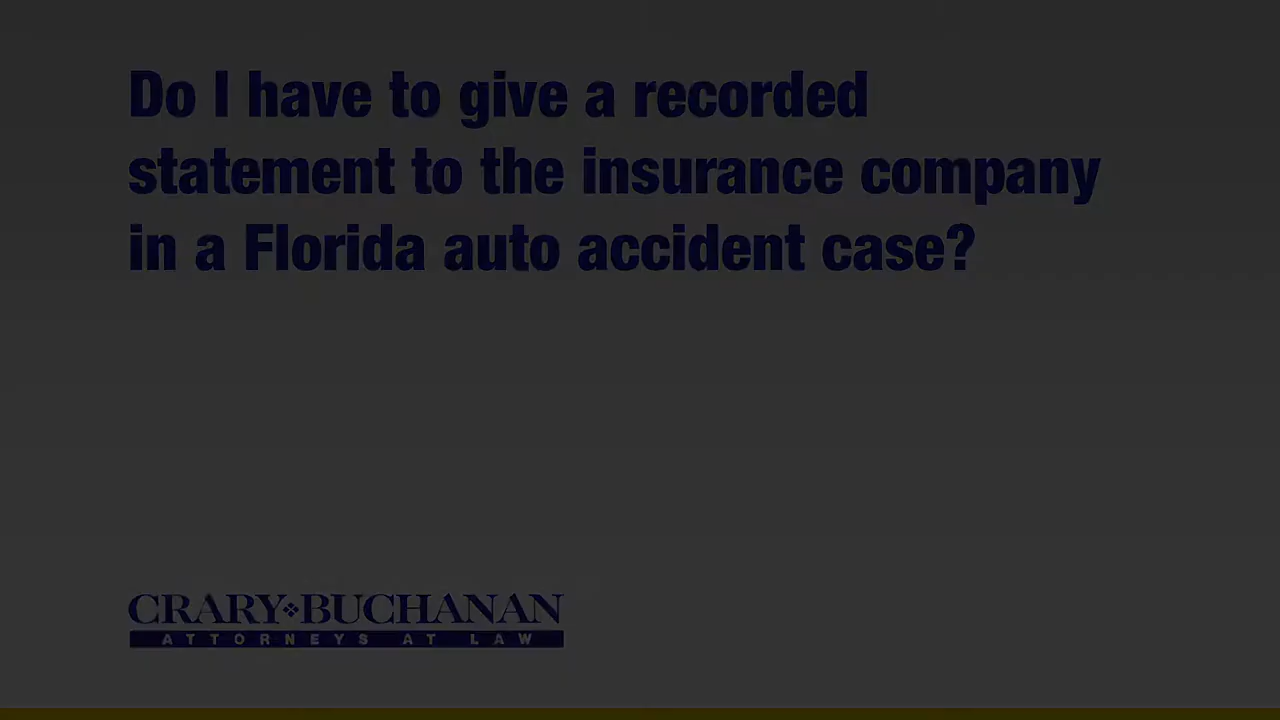 Do I have to give a recorded
statement to the insurance company
in a Florida auto accident case?
CRARY❖BUCHANAN
ATTORNEYS AT LAW